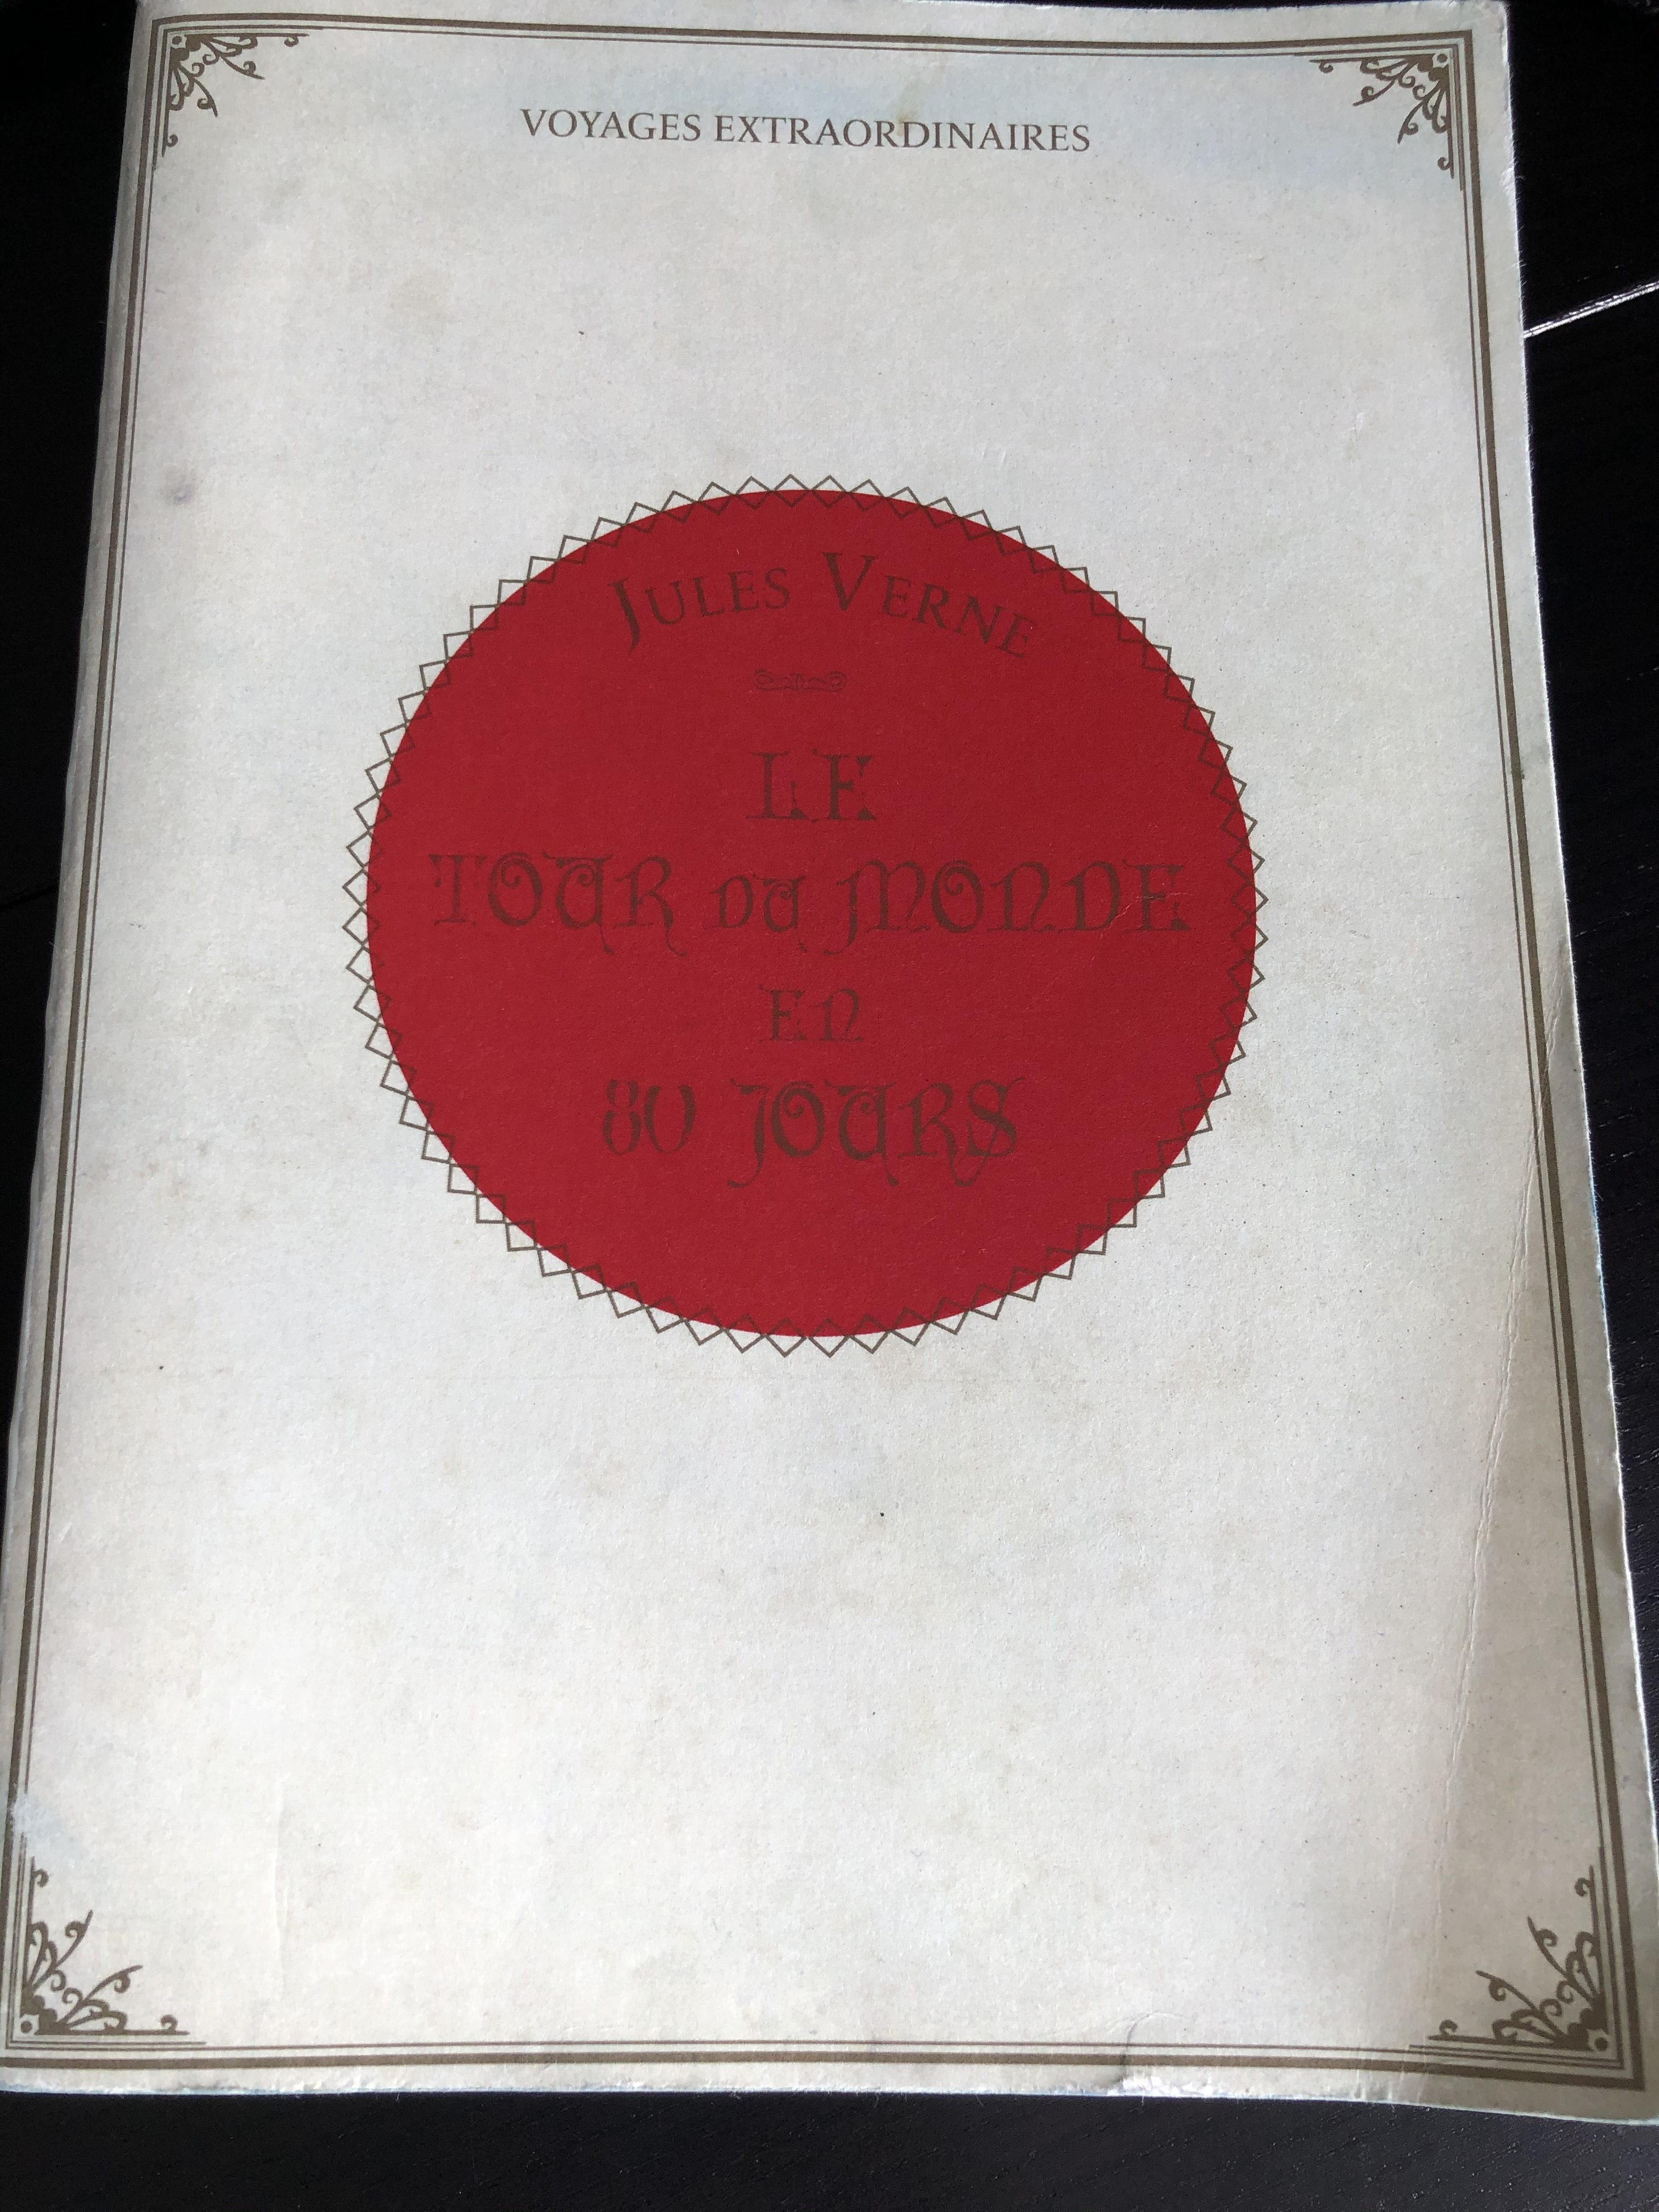 VOYAGES EXTRAORDINAIRES
JULES VERNE
LE
TOUR DU MONDE
EN
80 JOURS